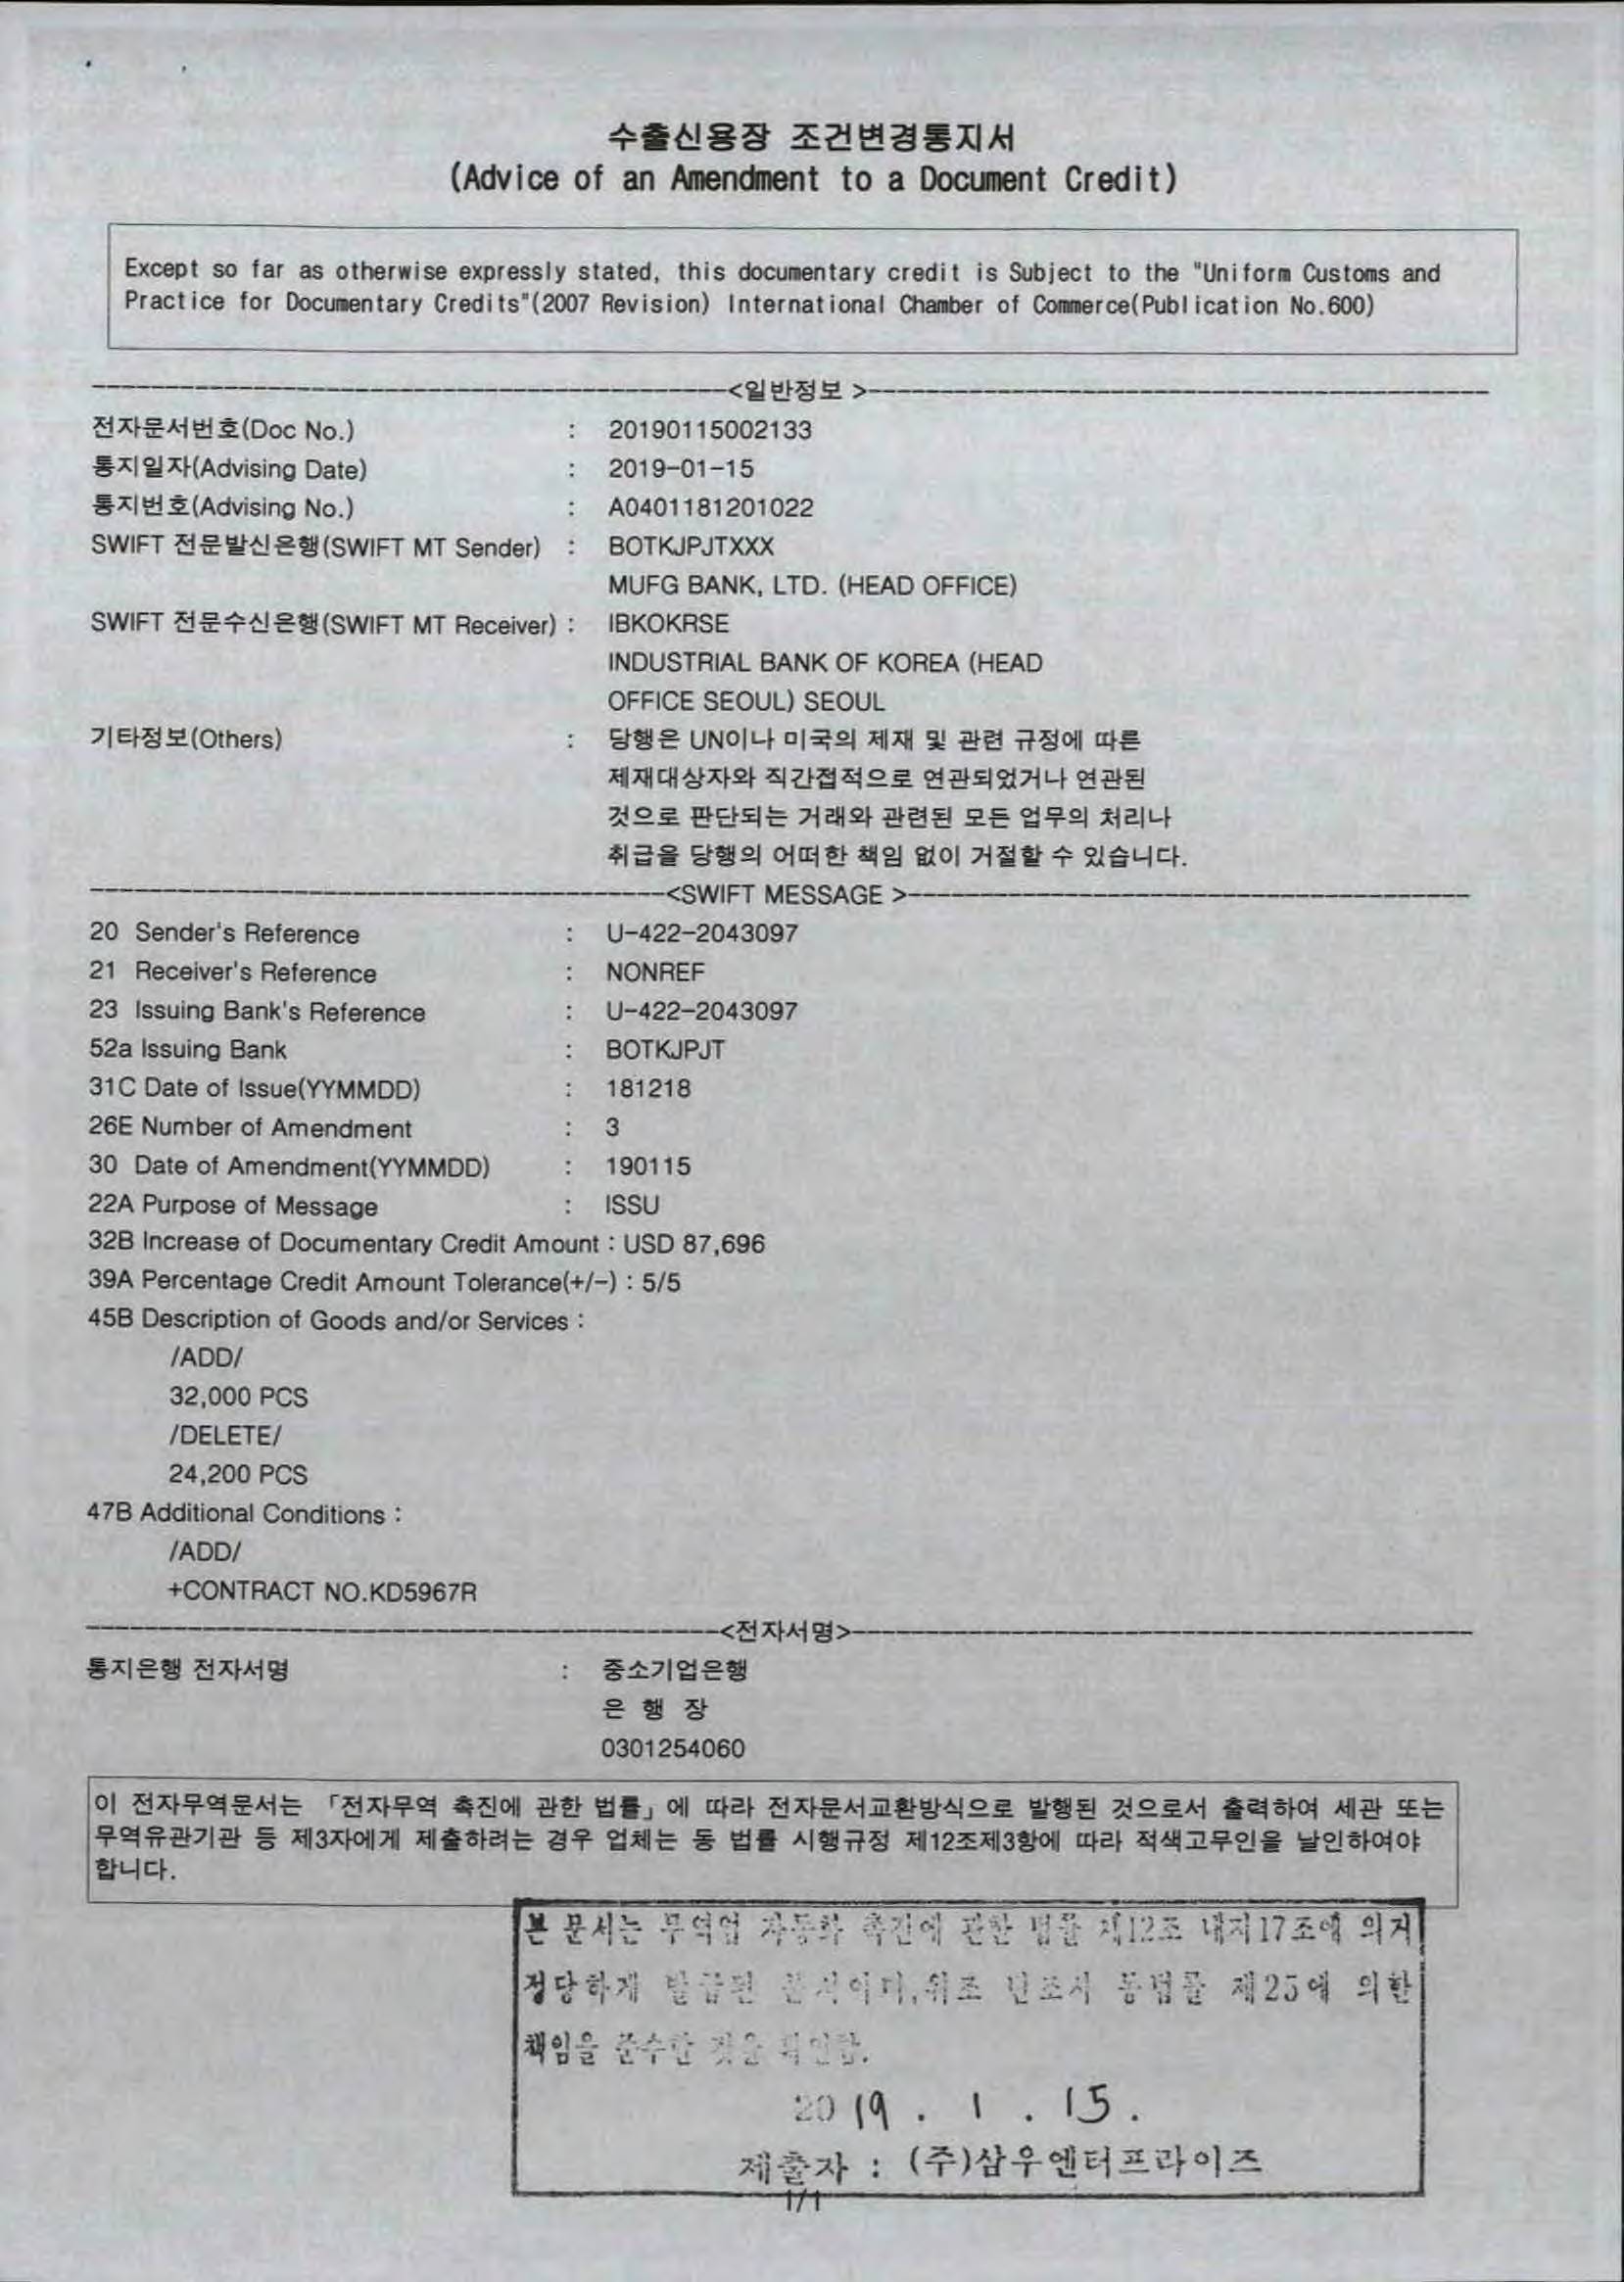 수출신용장 조건변경통지서
(Advice of an Amendment to a Document Credit)
Except so far as otherwise expressly stated, this documentary credit is Subject to the "Uniform Customs and
Practice for Documentary Credits"(2007 Revision) International Chamber of Commerce(Publication No.600)
<일반정보 >
전자문서번호(Doc No.) : 20190115002133
통지일자(Advising Date) : 2019-01-15
통지번호(Advising No.) : A0401181201022
SWIFT 전문발신은행(SWIFT MT Sender) : BOTKJPJTXXX
MUFG BANK, LTD. (HEAD OFFICE)
SWIFT 전문수신은행(SWIFT MT Receiver) : IBKOKRSE
INDUSTRIAL BANK OF KOREA (HEAD
OFFICE SEOUL) SEOUL
기타정보(Others) : 당행은 UN이나 미국의 제재 및 관련 규정에 따른
제재대상자와 직간접적으로 연관되었거나 연관된
것으로 판단되는 거래와 관련된 모든 업무의 처리나
취급을 당행의 어떠한 책임 없이 거절할 수 있습니다.
<SWIFT MESSAGE >
20 Sender's Reference : U-422-2043097
21 Receiver's Reference : NONREF
23 Issuing Bank's Reference : U-422-2043097
52a Issuing Bank : BOTKJPJT
31C Date of Issue(YYMMDD) : 181218
26E Number of Amendment : 3
30 Date of Amendment(YYMMDD) : 190115
22A Purpose of Message : ISSU
32B Increase of Documentary Credit Amount : USD 87,696
39A Percentage Credit Amount Tolerance(+/-) : 5/5
45B Description of Goods and/or Services :
/ADD/
32,000 PCS
/DELETE/
24,200 PCS
47B Additional Conditions :
/ADD/
+CONTRACT NO.KD5967R
<전자서명>
통지은행 전자서명 : 중소기업은행
은 행 장
0301254060
이 전자무역문서는 「전자무역 촉진에 관한 법률」에 따라 전자문서교환방식으로 발행된 것으로서 출력하여 세관 또는
무역유관기관 등 제3자에게 제출하려는 경우 업체는 동 법률 시행규정 제12조제3항에 따라 적색고무인을 날인하여야
합니다.
본 문서는 무역업 자동화 촉진에 관한 법률 제12조 내지17조에 의거
정당하게 발급된 문서이며,위조 변조시 동법률 제25에 의한
책임을 준수한 것을 확인함.
2019 . 1 . 15 .
제출자 : (주)삼우엔터프라이즈
1/1